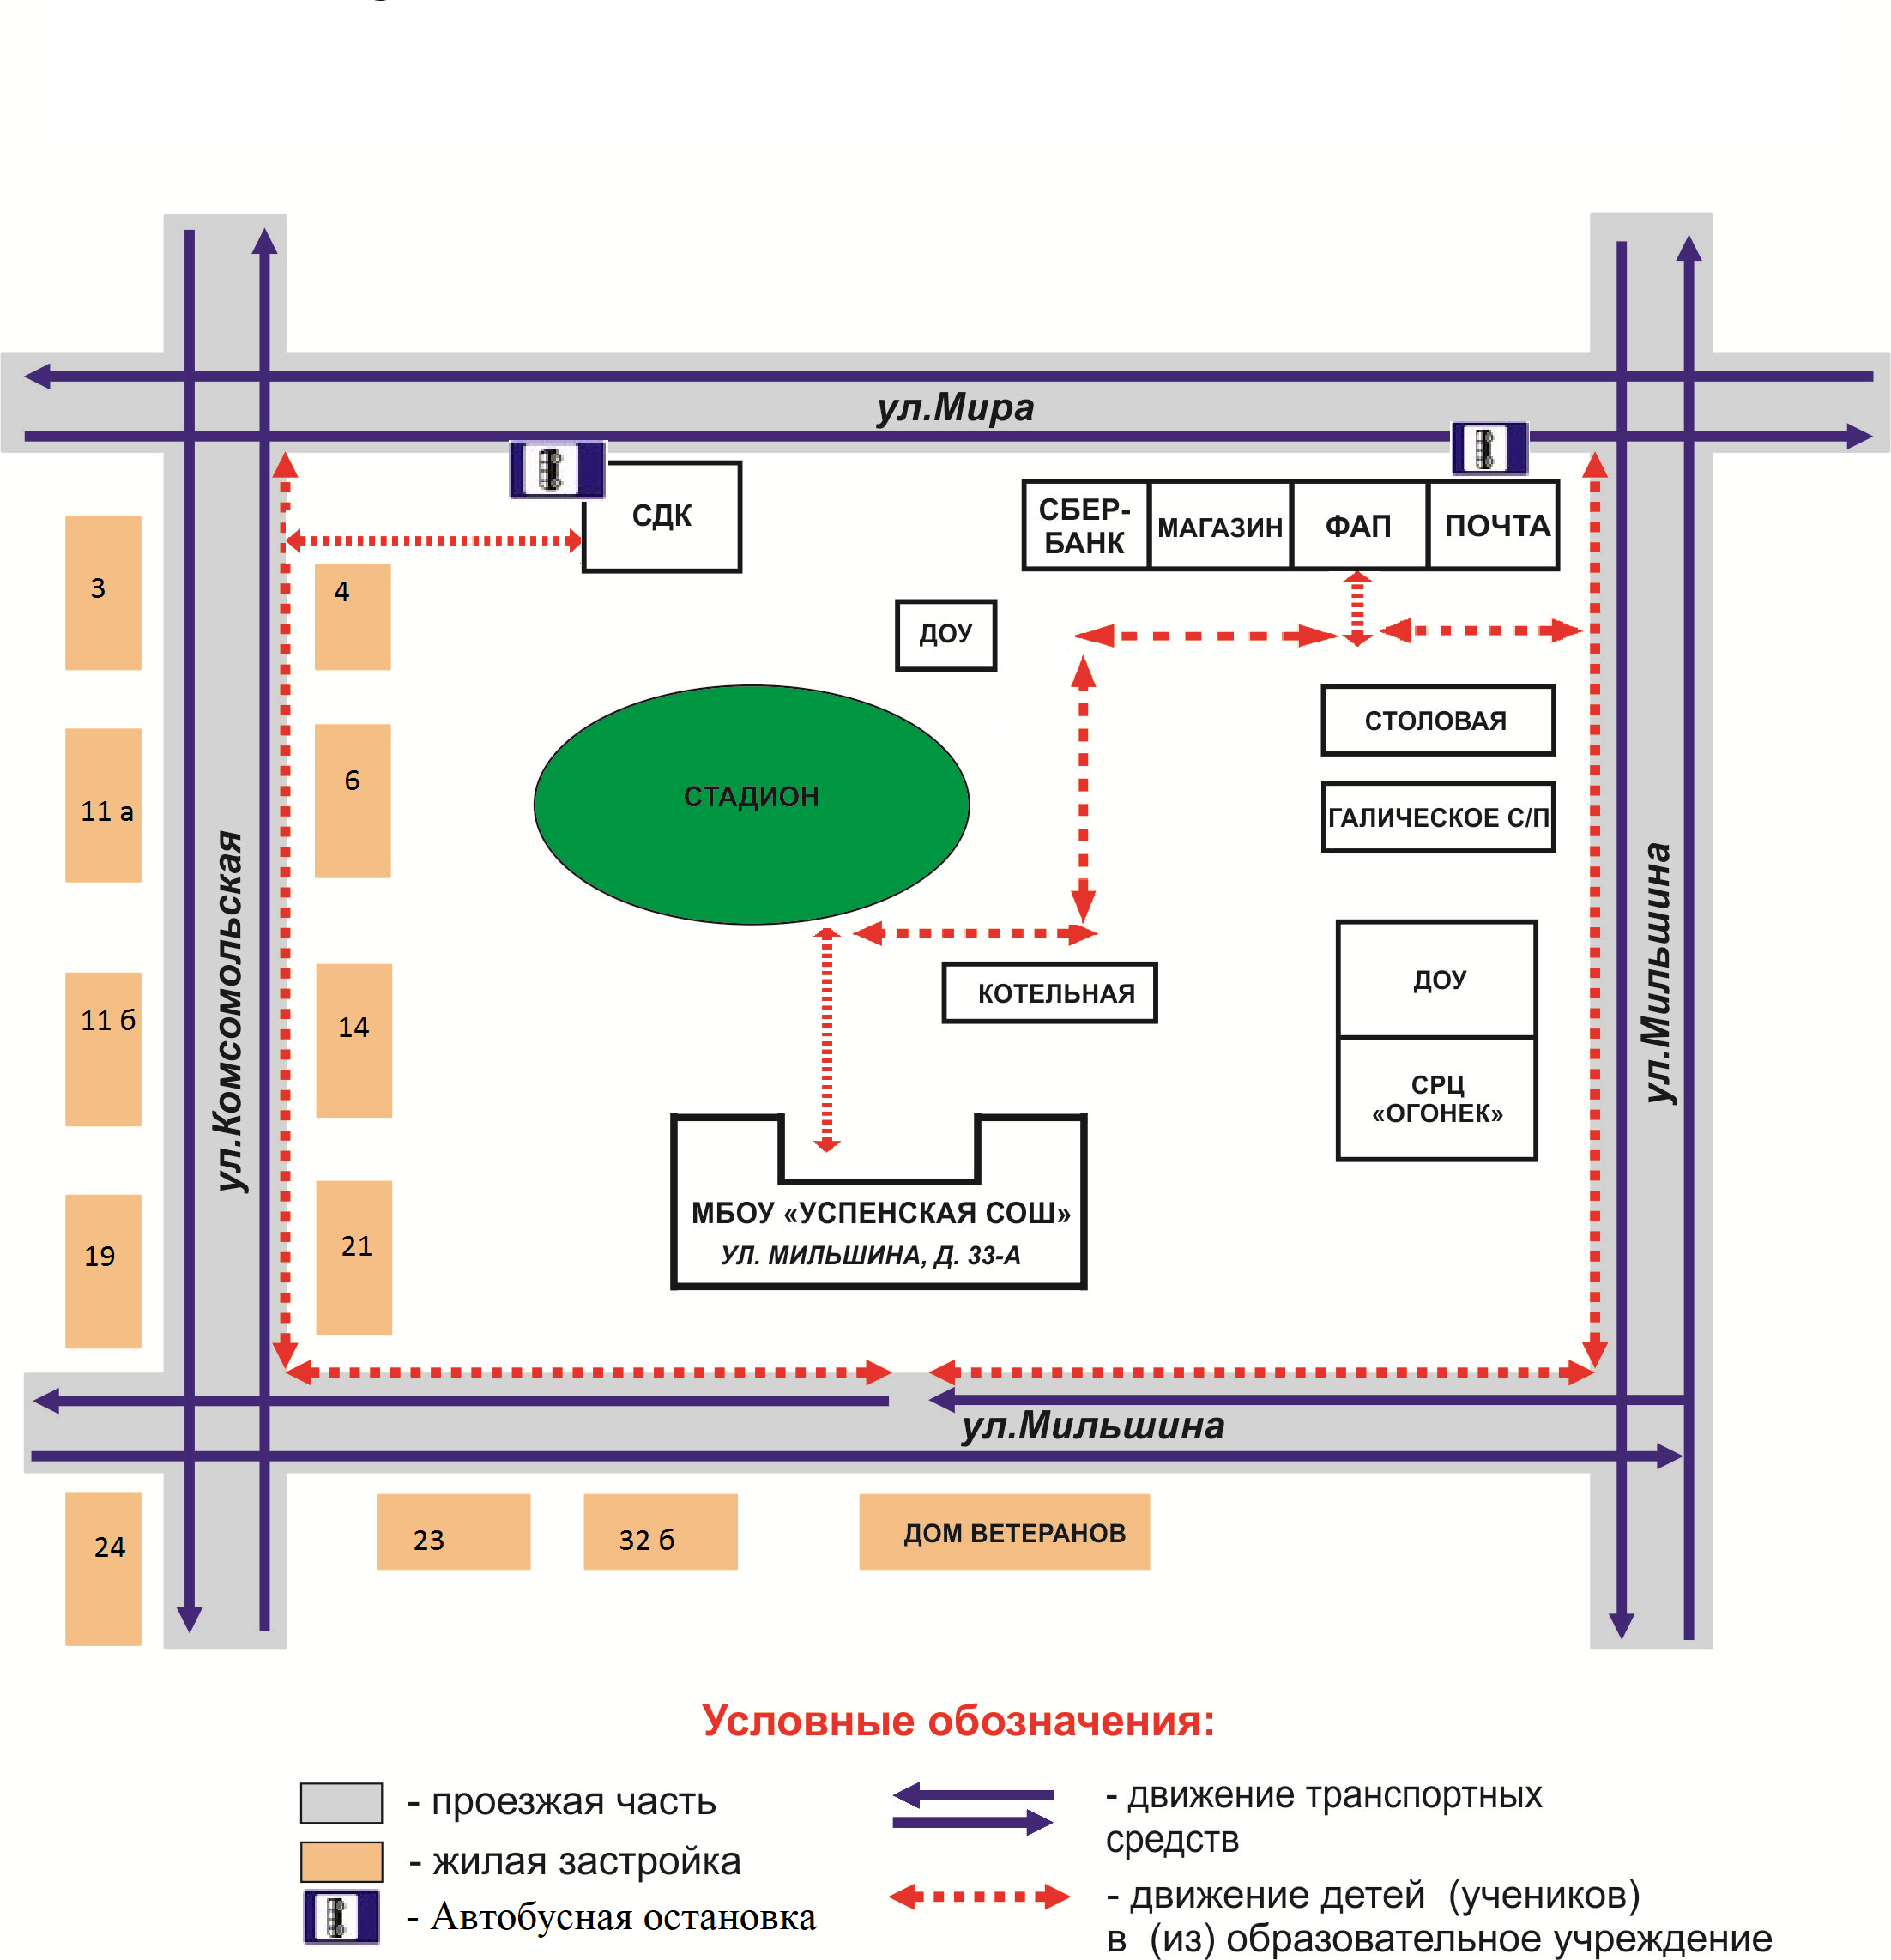 ул.Мира
СДК
СБЕР-
БАНК
МАГАЗИН
ФАП
ПОЧТА
3
4
ДОУ
6
СТАДИОН
СТОЛОВАЯ
11 а
ГАЛИЧЕСКОЕ С/П
ул.Комсомольская
ул.Мильшина
11 б
14
КОТЕЛЬНАЯ
ДОУ
СРЦ
«ОГОНЕК»
19
21
МБОУ «УСПЕНСКАЯ СОШ»
УЛ. МИЛЬШИНА, Д. 33-А
ул.Мильшина
24
23
32 б
ДОМ ВЕТЕРАНОВ
Условные обозначения:
- проезжая часть
- жилая застройка
- Автобусная остановка
- движение транспортных
средств
- движение детей (учеников)
в (из) образовательное учреждение